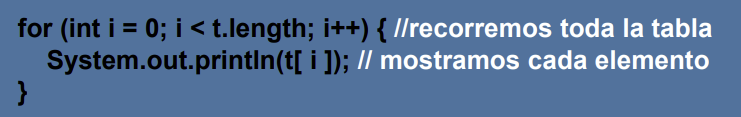 for (int i = 0; i < t.length; i++) { //recorremos toda la tabla
System.out.println(t[ i ]); // mostramos cada elemento
}